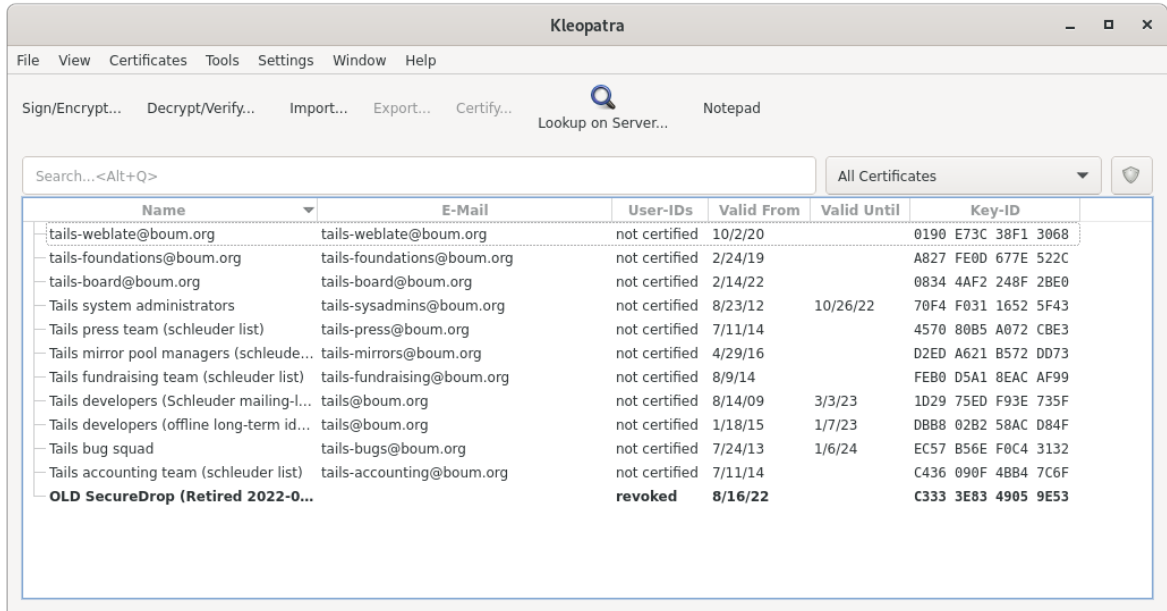 Kleopatra
File View Certificates Tools Settings Window Help
Sign/Encrypt... Decrypt/Verify... Import... Export... Certify... Lookup on Server... Notepad
Search...<Alt+Q> All Certificates
Name E-Mail User-IDs Valid From Valid Until Key-ID
tails-weblate@boum.org tails-weblate@boum.org not certified 10/2/20 0190 E73C 38F1 3068
tails-foundations@boum.org tails-foundations@boum.org not certified 2/24/19 A827 FE0D 677E 522C
tails-board@boum.org tails-board@boum.org not certified 2/14/22 0834 4AF2 248F 2BE0
Tails system administrators tails-sysadmins@boum.org not certified 8/23/12 10/26/22 70F4 F031 1652 5F43
Tails press team (schleuder list) tails-press@boum.org not certified 7/11/14 4570 80B5 A072 CBE3
Tails mirror pool managers (schleude... tails-mirrors@boum.org not certified 4/29/16 D2ED A621 B572 DD73
Tails fundraising team (schleuder list) tails-fundraising@boum.org not certified 8/9/14 FEB0 D5A1 8EAC AF99
Tails developers (Schleuder mailing-l... tails@boum.org not certified 8/14/09 3/3/23 1D29 75ED F93E 735F
Tails developers (offline long-term id... tails@boum.org not certified 1/18/15 1/7/23 DBB8 02B2 58AC D84F
Tails bug squad tails-bugs@boum.org not certified 7/24/13 1/6/24 EC57 B56E F0C4 3132
Tails accounting team (schleuder list) tails-accounting@boum.org not certified 7/11/14 C436 090F 4BB4 7C6F
OLD SecureDrop (Retired 2022-0... revoked 8/16/22 C333 3E83 4905 9E53